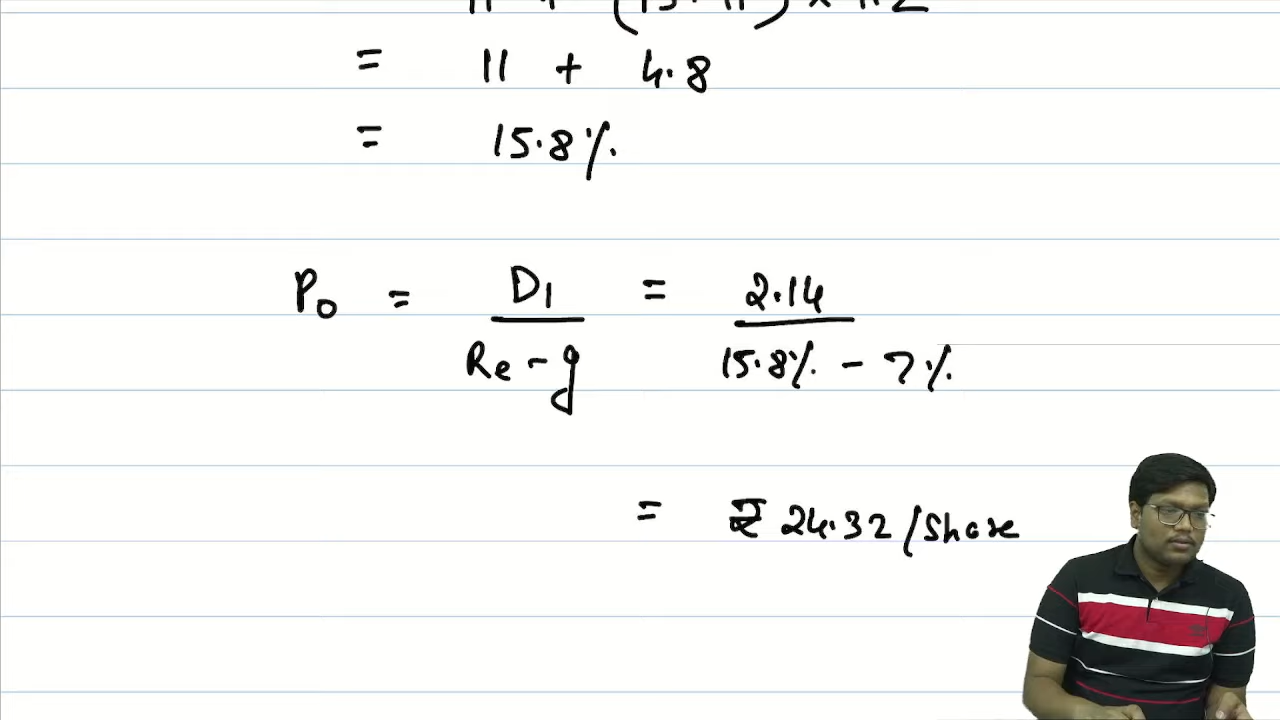 = 11 + 4.8
= 15.8%
P0 = D1 / Re - g = 2.14 / 15.8% - 7%
= ₹ 24.32 /Share